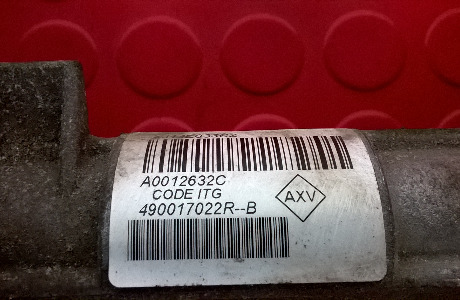 A0012632C
CODE ITG
AXV
490017022R--B